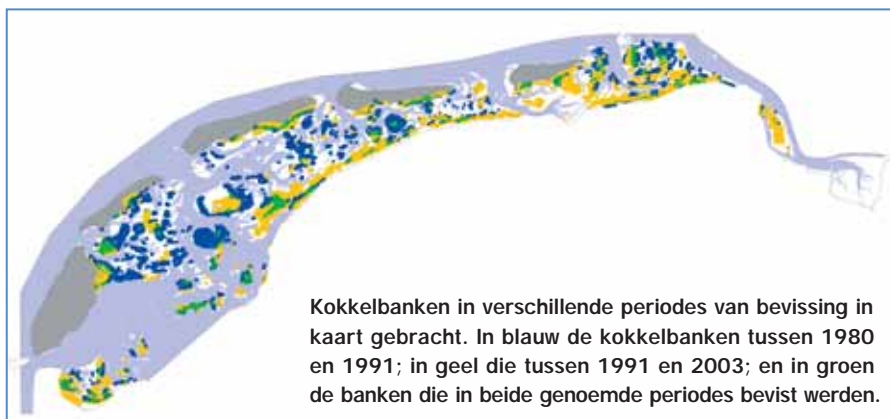 Kokkelbanken in verschillende periodes van bevissing in
kaart gebracht. In blauw de kokkelbanken tussen 1980
en 1991; in geel die tussen 1991 en 2003; en in groen
de banken die in beide genoemde periodes bevist werden.